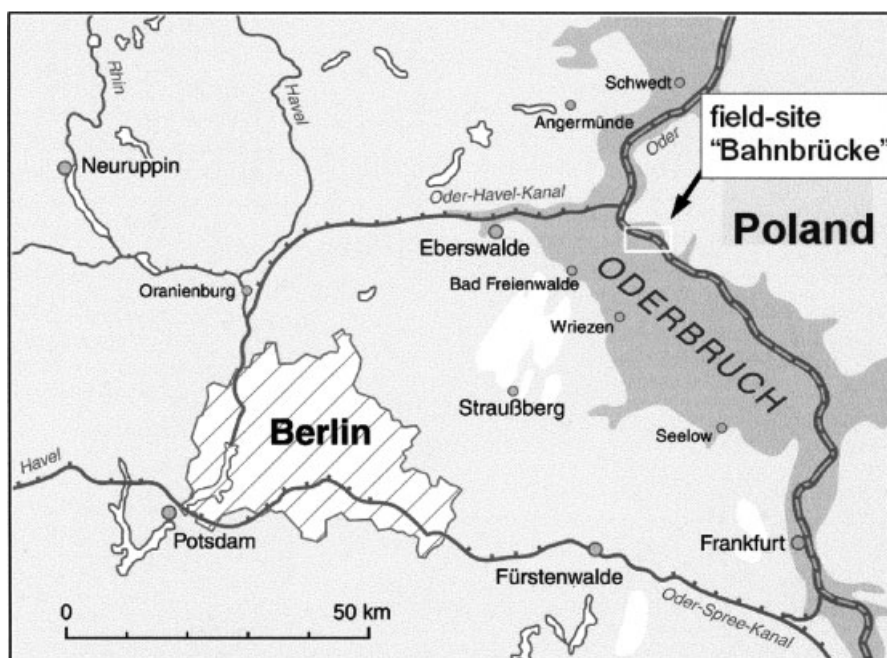 Rhin
Havel
Schwedt
Angermünde
Oder
field-site
"Bahnbrücke"
Neuruppin
Oder-Havel-Kanal
Poland
Eberswalde
Oranienburg
Bad Freienwalde
ODERBRUCH
Wriezen
Straußberg
Berlin
Seelow
Havel
Potsdam
Frankfurt
Fürstenwalde
0 50 km
Oder-Spree-Kanal